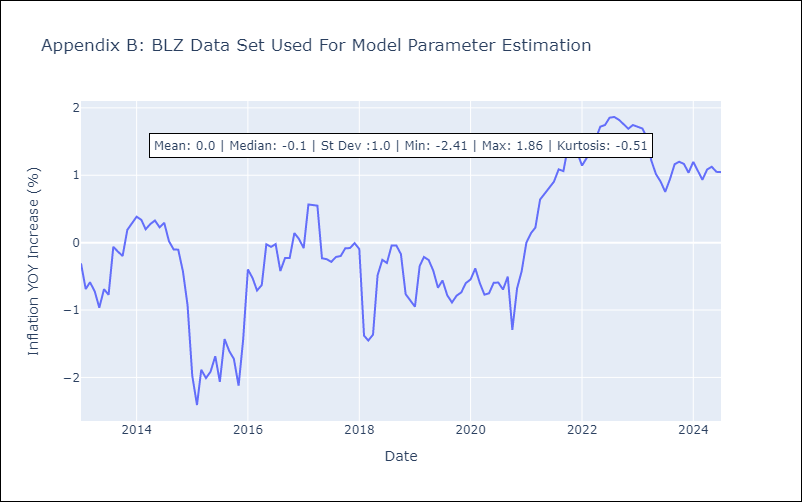 Appendix B: BLZ Data Set Used For Model Parameter Estimation
Mean: 0.0 | Median: -0.1 | St Dev :1.0 | Min: -2.41 | Max: 1.86 | Kurtosis: -0.51
Inflation YOY Increase (%)
2
1
0
−1
−2
2014
2016
2018
2020
2022
2024
Date